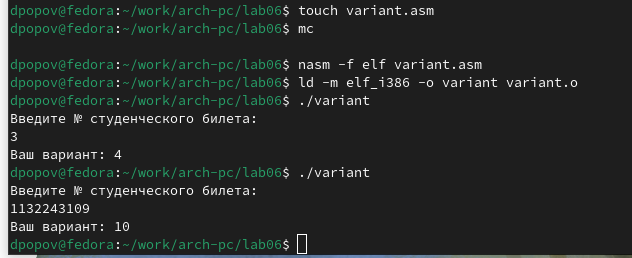 dpopov@fedora:~/work/arch-pc/lab06$ touch variant.asm
dpopov@fedora:~/work/arch-pc/lab06$ mc
dpopov@fedora:~/work/arch-pc/lab06$ nasm -f elf variant.asm
dpopov@fedora:~/work/arch-pc/lab06$ ld -m elf_i386 -o variant variant.o
dpopov@fedora:~/work/arch-pc/lab06$ ./variant
Введите № студенческого билета:
3
Ваш вариант: 4
dpopov@fedora:~/work/arch-pc/lab06$ ./variant
Введите № студенческого билета:
1132243109
Ваш вариант: 10
dpopov@fedora:~/work/arch-pc/lab06$